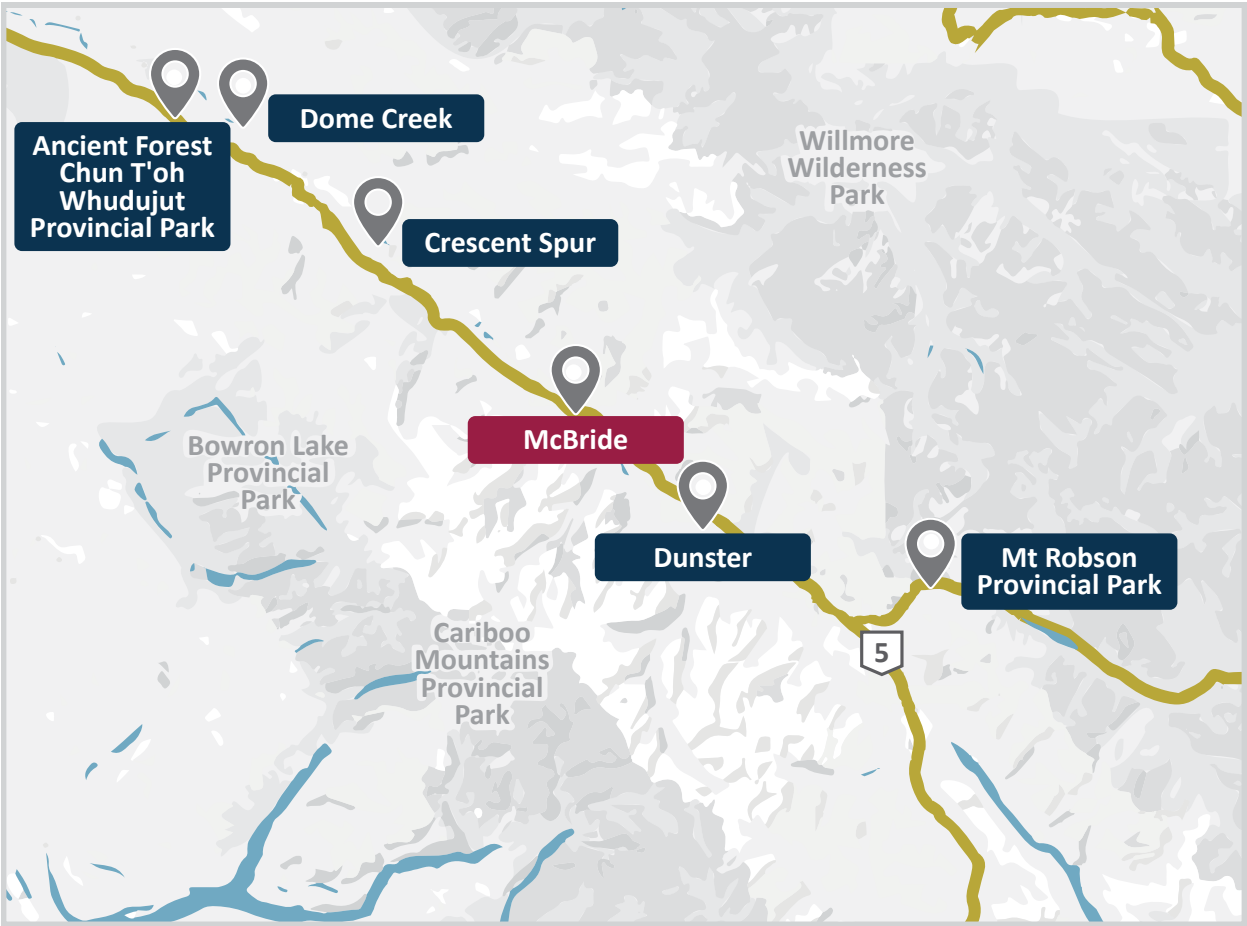 Dome Creek
Ancient Forest
Chun T'oh
Whudujut
Provincial Park
Willmore
Wilderness
Park
Crescent Spur
McBride
Bowron Lake
Provincial
Park
Dunster
Mt Robson
Provincial Park
Cariboo
Mountains
Provincial
Park
5